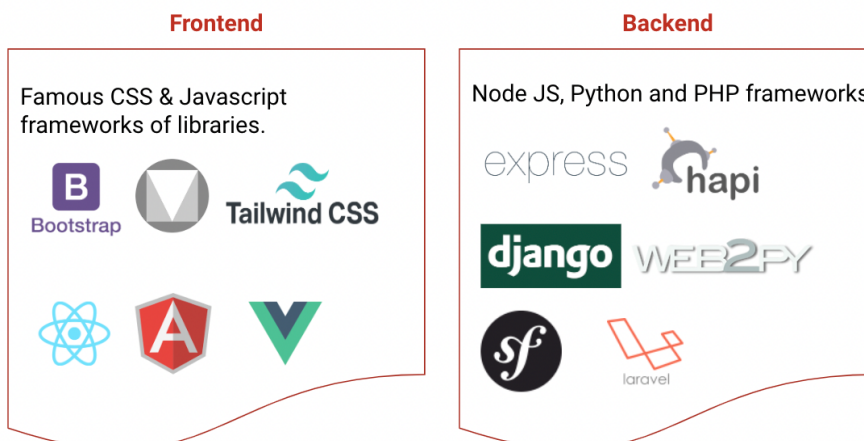 Frontend
Famous CSS & Javascript
frameworks of libraries.
B
Bootstrap
Tailwind CSS
A
Backend
Node JS, Python and PHP frameworks
express
hapi
django
WEB2PY
sf
laravel